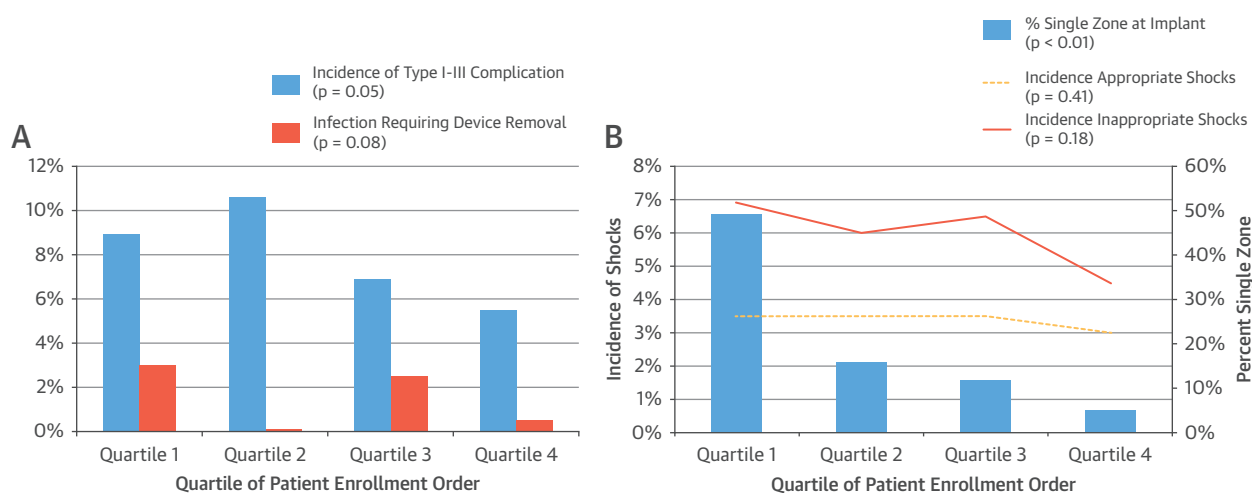 A
Incidence of Type I-III Complication
(p = 0.05)
Infection Requiring Device Removal
(p = 0.08)
12%
10%
8%
6%
4%
2%
0%
Quartile 1 Quartile 2 Quartile 3 Quartile 4
Quartile of Patient Enrollment Order
B
% Single Zone at Implant
(p < 0.01)
Incidence Appropriate Shocks
(p = 0.41)
Incidence Inappropriate Shocks
(p = 0.18)
Incidence of Shocks
8%
7%
6%
5%
4%
3%
2%
1%
0%
60%
50%
40%
30%
20%
10%
0%
Percent Single Zone
Quartile 1 Quartile 2 Quartile 3 Quartile 4
Quartile of Patient Enrollment Order